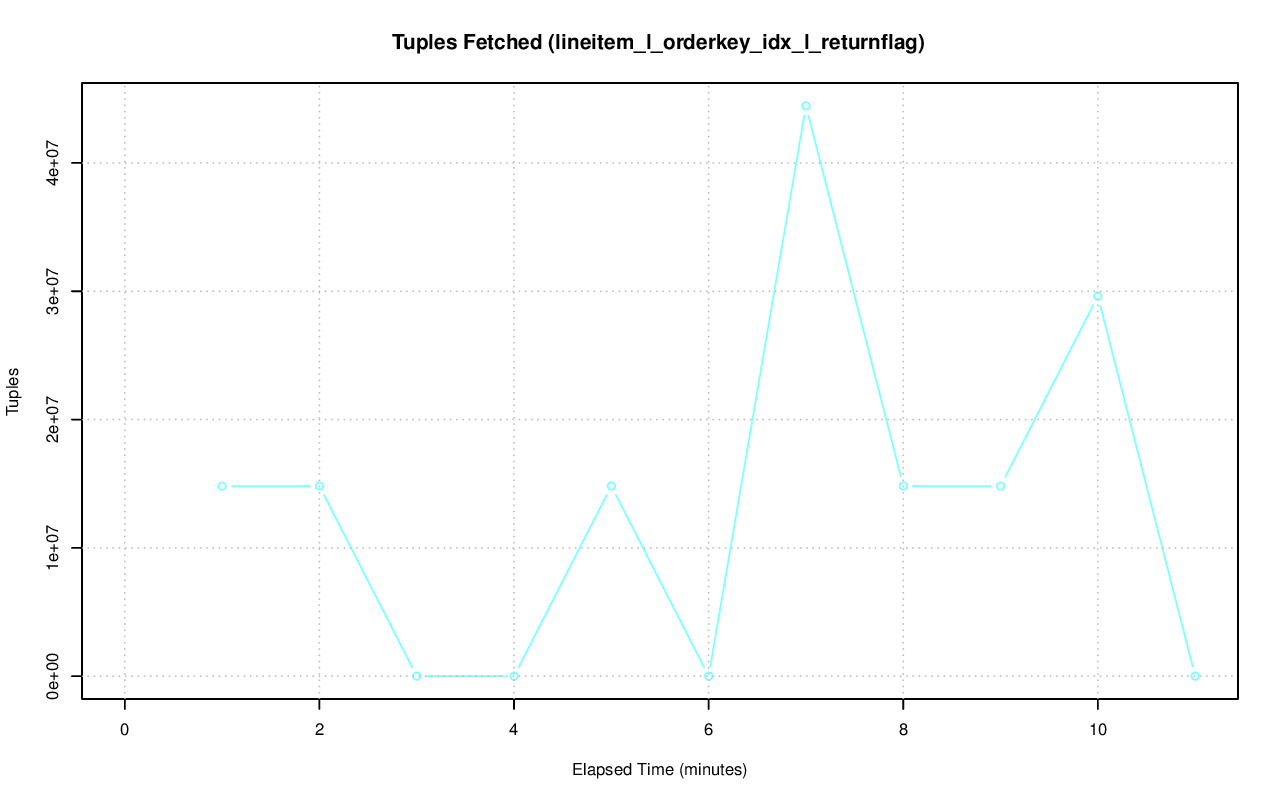 Tuples Fetched (lineitem_l_orderkey_idx_l_returnflag)
Tuples
4e+07
3e+07
2e+07
1e+07
0e+00
0 2 4 6 8 10
Elapsed Time (minutes)